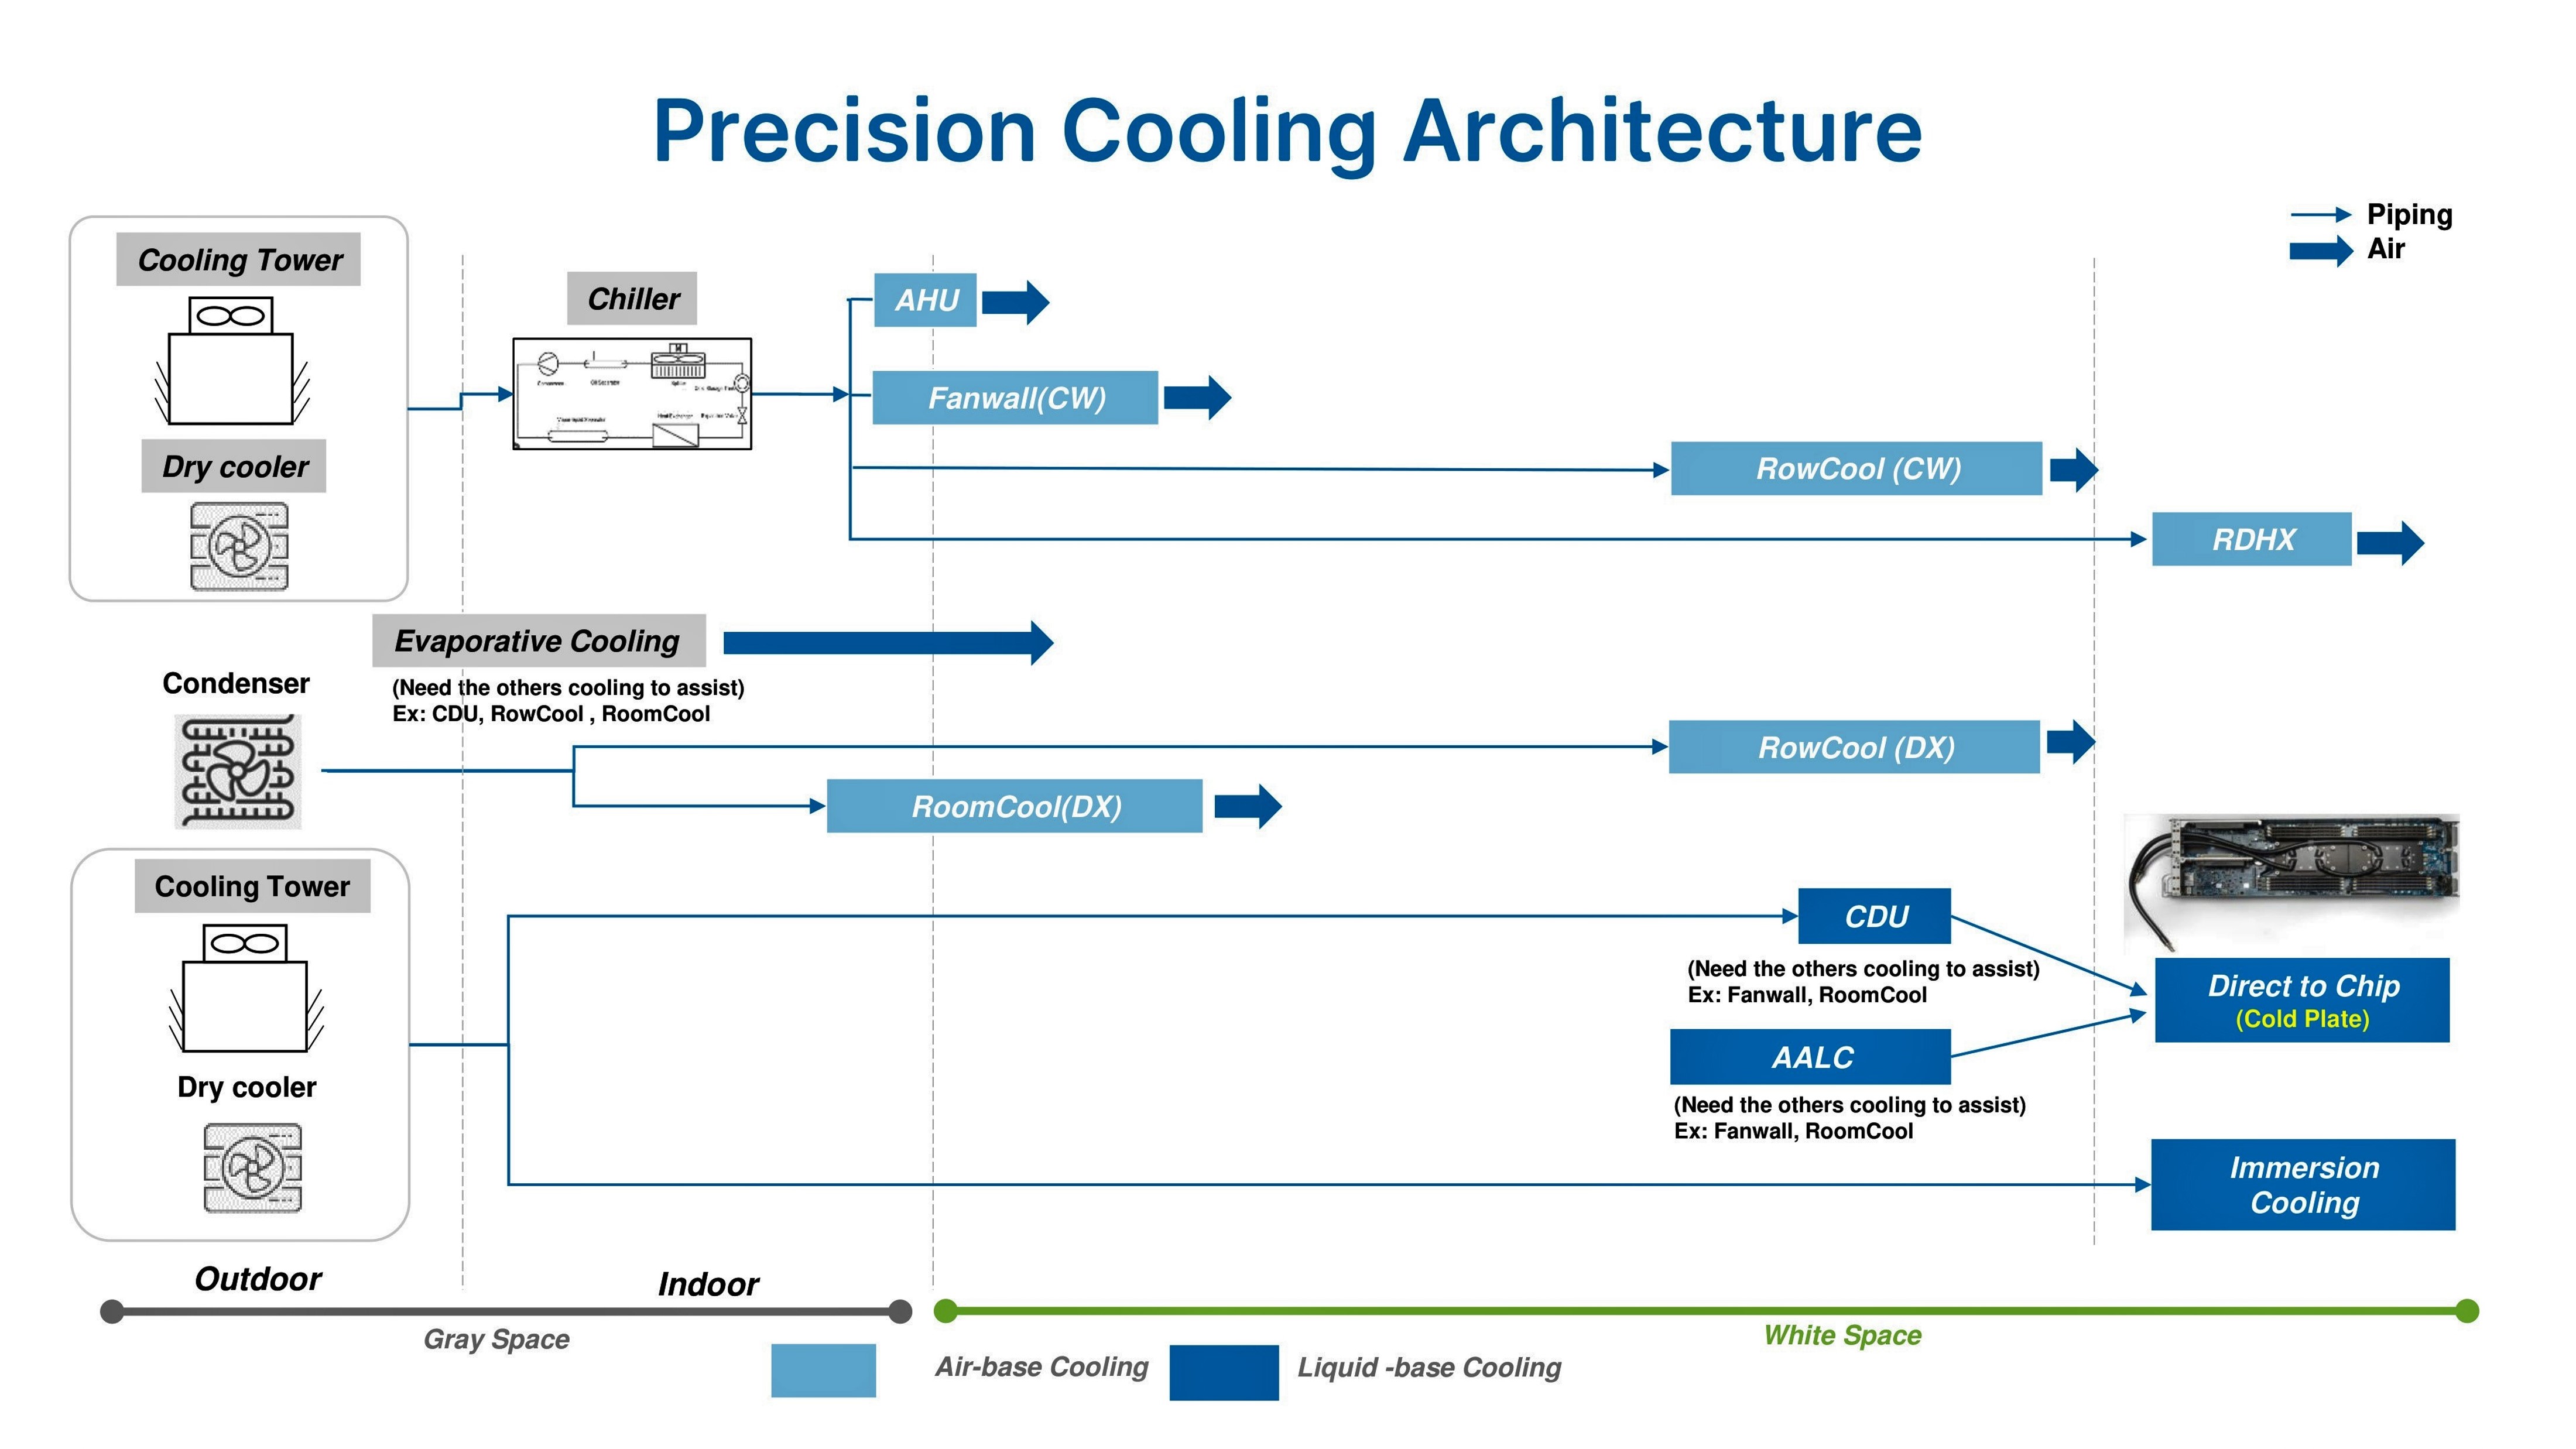 Precision Cooling Architecture
Piping
Air
Cooling Tower
Chiller
AHU
Fanwall(CW)
Dry cooler
RowCool (CW)
RDHX
Evaporative Cooling
(Need the others cooling to assist)
Ex: CDU, RowCool , RoomCool
Condenser
RowCool (DX)
RoomCool(DX)
Cooling Tower
CDU
(Need the others cooling to assist)
Ex: Fanwall, RoomCool
Direct to Chip
(Cold Plate)
AALC
(Need the others cooling to assist)
Ex: Fanwall, RoomCool
Dry cooler
Immersion
Cooling
Outdoor
Indoor
Gray Space
White Space
Air-base Cooling
Liquid -base Cooling